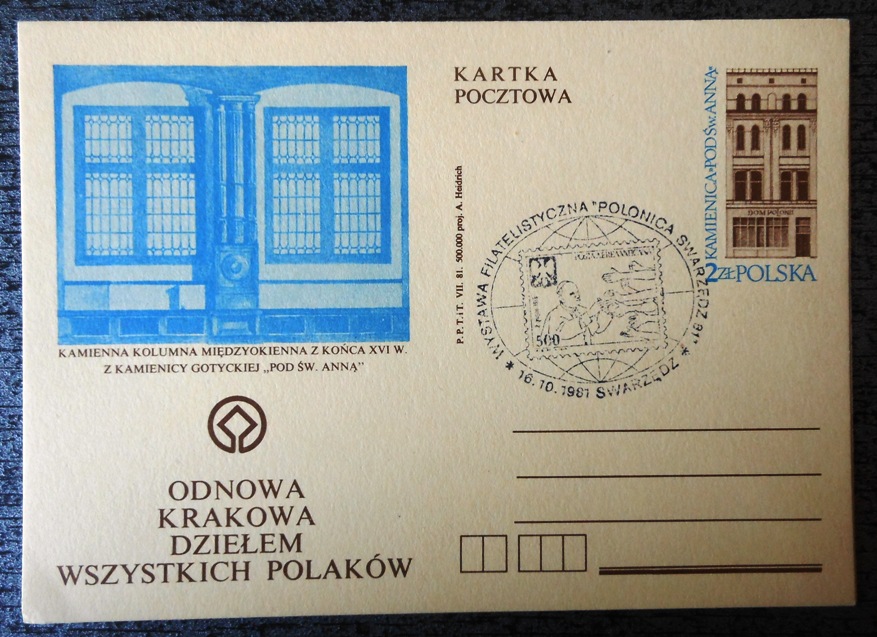 KARTKA
POCZTOWA
KAMIENICA•POD ŚW. ANNĄ•
DOM POLONII
2 ZŁ POLSKA
P.P.T.iT. VII. 81. 500.000 proj. A. Heidrich
* WYSTAWA FILATELISTYCZNA "POLONICA SWARZĘDZ 81" *
16.10.1981 SWARZĘDZ
500
KAMIENNA KOLUMNA MIĘDZYOKIENNA Z KOŃCA XVI W.
Z KAMIENICY GOTYCKIEJ „POD ŚW. ANNĄ”
ODNOWA
KRAKOWA
DZIEŁEM
WSZYSTKICH POLAKÓW